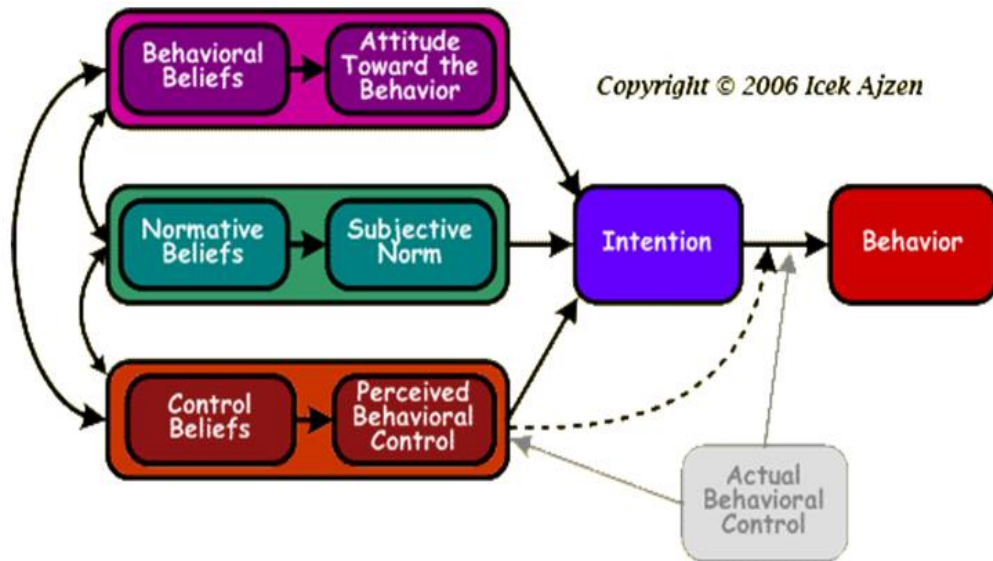 Behavioral
Beliefs
Attitude
Toward the
Behavior
Copyright © 2006 Icek Ajzen
Normative
Beliefs
Subjective
Norm
Intention
Behavior
Control
Beliefs
Perceived
Behavioral
Control
Actual
Behavioral
Control